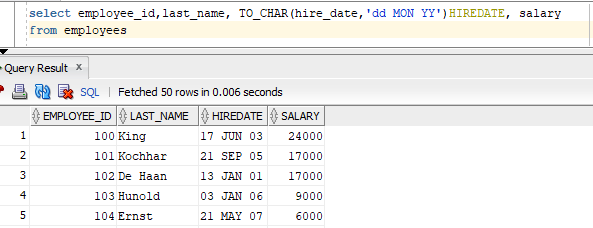 select employee_id,last_name, TO_CHAR(hire_date,'dd MON YY')HIREDATE, salary
from employees
Query Result x
SQL | Fetched 50 rows in 0.006 seconds
EMPLOYEE_ID LAST_NAME HIREDATE SALARY
1 100 King 17 JUN 03 24000
2 101 Kochhar 21 SEP 05 17000
3 102 De Haan 13 JAN 01 17000
4 103 Hunold 03 JAN 06 9000
5 104 Ernst 21 MAY 07 6000